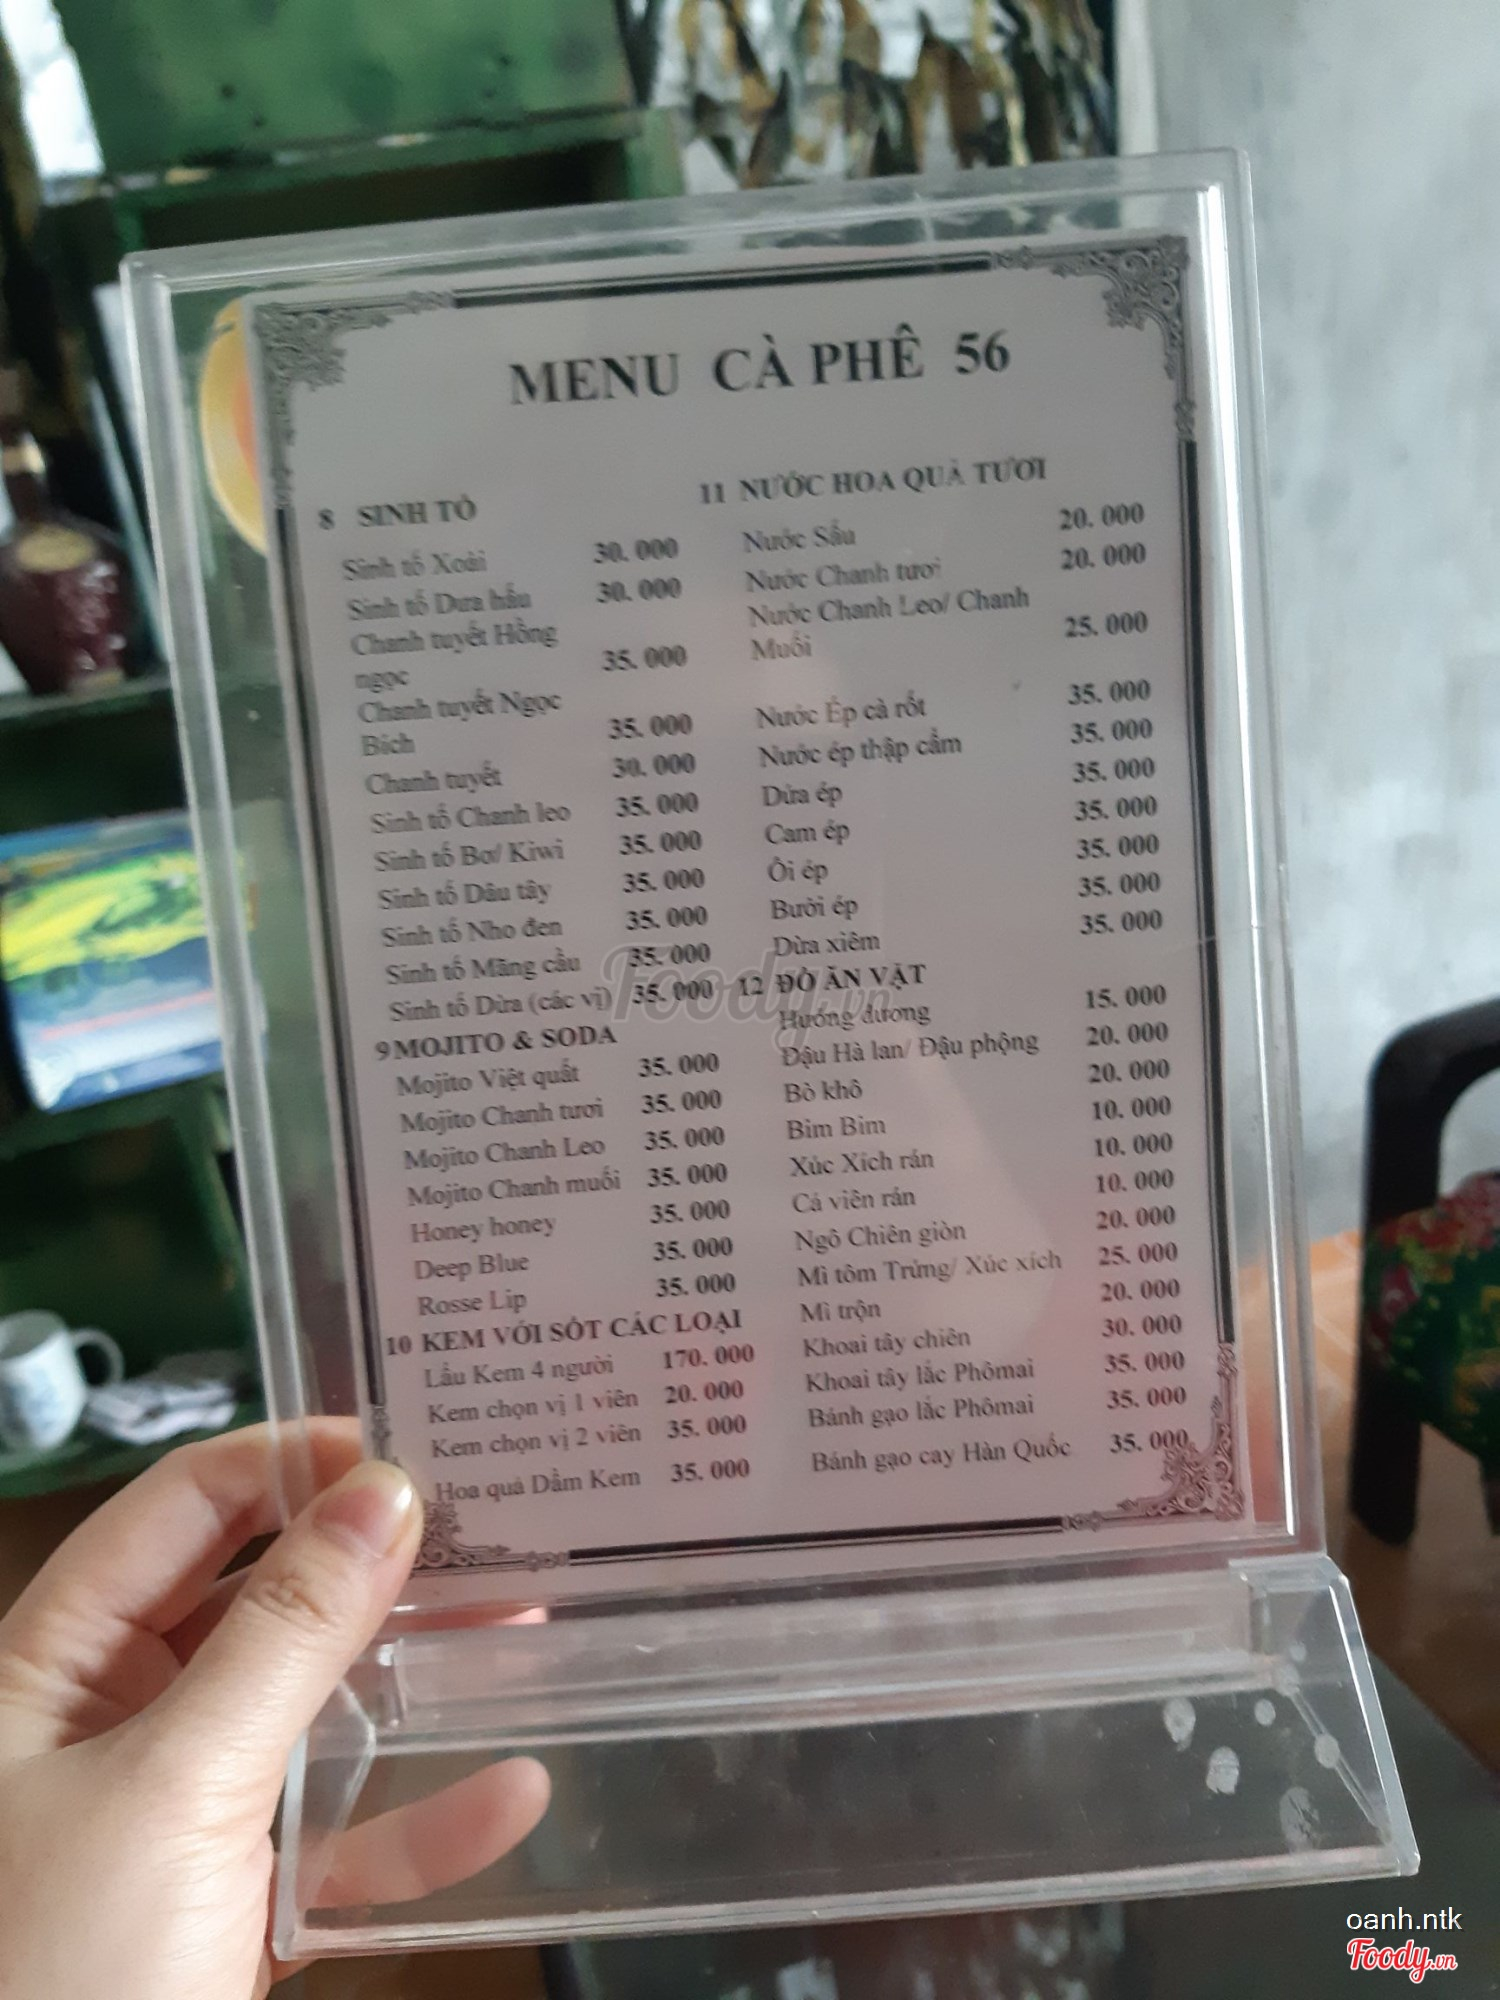 MENU CÀ PHÊ 56
8 SINH TỐ
Sinh tố Xoài 30. 000
Sinh tố Dưa hấu 30. 000
Chanh tuyết Hồng
ngọc 35. 000
Chanh tuyết Ngọc
Bích 35. 000
Chanh tuyết 30. 000
Sinh tố Chanh leo 35. 000
Sinh tố Bơ/ Kiwi 35. 000
Sinh tố Dâu tây 35. 000
Sinh tố Nho đen 35. 000
Sinh tố Mãng cầu 35. 000
Sinh tố Dừa (các vị) 35. 000
9 MOJITO & SODA
Mojito Việt quất 35. 000
Mojito Chanh tươi 35. 000
Mojito Chanh Leo 35. 000
Mojito Chanh muối 35. 000
Honey honey 35. 000
Deep Blue 35. 000
Rosse Lip 35. 000
10 KEM VỚI SỐT CÁC LOẠI
Lẩu Kem 4 người 170. 000
Kem chọn vị 1 viên 20. 000
Kem chọn vị 2 viên 35. 000
Hoa quả Dầm Kem 35. 000
11 NƯỚC HOA QUẢ TƯƠI
Nước Sấu 20. 000
Nước Chanh tươi 20. 000
Nước Chanh Leo/ Chanh
Muối 25. 000
Nước Ép cà rốt 35. 000
Nước ép thập cẩm 35. 000
Dứa ép 35. 000
Cam ép 35. 000
Ổi ép 35. 000
Bưởi ép 35. 000
Dừa xiêm 35. 000
12 ĐỒ ĂN VẶT
Hướng dương 15. 000
Đậu Hà lan/ Đậu phộng 20. 000
Bò khô 20. 000
Bim Bim 10. 000
Xúc Xích rán 10. 000
Cá viên rán 10. 000
Ngô Chiên giòn 20. 000
Mì tôm Trứng/ Xúc xích 25. 000
Mì trộn 20. 000
Khoai tây chiên 30. 000
Khoai tây lắc Phômai 35. 000
Bánh gạo lắc Phômai 35. 000
Bánh gạo cay Hàn Quốc 35. 000
Foody.vn
oanh.ntk
Foody.vn